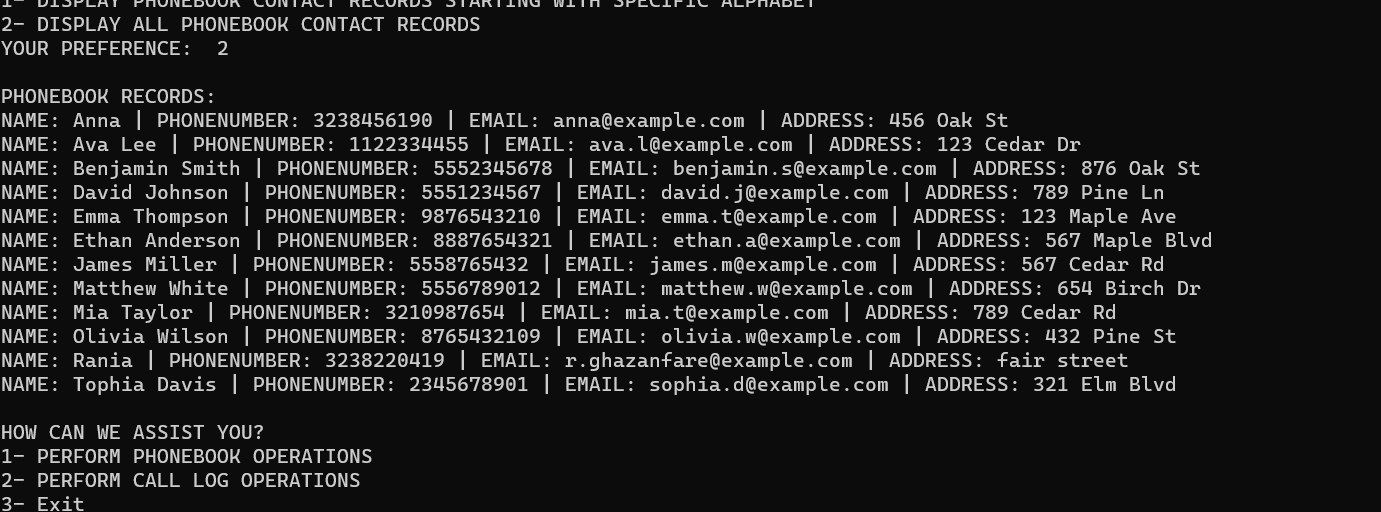 1- DISPLAY PHONEBOOK CONTACT RECORDS STARTING WITH SPECIFIC ALPHABET
2- DISPLAY ALL PHONEBOOK CONTACT RECORDS
YOUR PREFERENCE:  2
PHONEBOOK RECORDS:
NAME: Anna | PHONENUMBER: 3238456190 | EMAIL: anna@example.com | ADDRESS: 456 Oak St
NAME: Ava Lee | PHONENUMBER: 1122334455 | EMAIL: ava.l@example.com | ADDRESS: 123 Cedar Dr
NAME: Benjamin Smith | PHONENUMBER: 5552345678 | EMAIL: benjamin.s@example.com | ADDRESS: 876 Oak St
NAME: David Johnson | PHONENUMBER: 5551234567 | EMAIL: david.j@example.com | ADDRESS: 789 Pine Ln
NAME: Emma Thompson | PHONENUMBER: 9876543210 | EMAIL: emma.t@example.com | ADDRESS: 123 Maple Ave
NAME: Ethan Anderson | PHONENUMBER: 8887654321 | EMAIL: ethan.a@example.com | ADDRESS: 567 Maple Blvd
NAME: James Miller | PHONENUMBER: 5558765432 | EMAIL: james.m@example.com | ADDRESS: 567 Cedar Rd
NAME: Matthew White | PHONENUMBER: 5556789012 | EMAIL: matthew.w@example.com | ADDRESS: 654 Birch Dr
NAME: Mia Taylor | PHONENUMBER: 3210987654 | EMAIL: mia.t@example.com | ADDRESS: 789 Cedar Rd
NAME: Olivia Wilson | PHONENUMBER: 8765432109 | EMAIL: olivia.w@example.com | ADDRESS: 432 Pine St
NAME: Rania | PHONENUMBER: 3238220419 | EMAIL: r.ghazanfare@example.com | ADDRESS: fair street
NAME: Tophia Davis | PHONENUMBER: 2345678901 | EMAIL: sophia.d@example.com | ADDRESS: 321 Elm Blvd
HOW CAN WE ASSIST YOU?
1- PERFORM PHONEBOOK OPERATIONS
2- PERFORM CALL LOG OPERATIONS
3- Exit